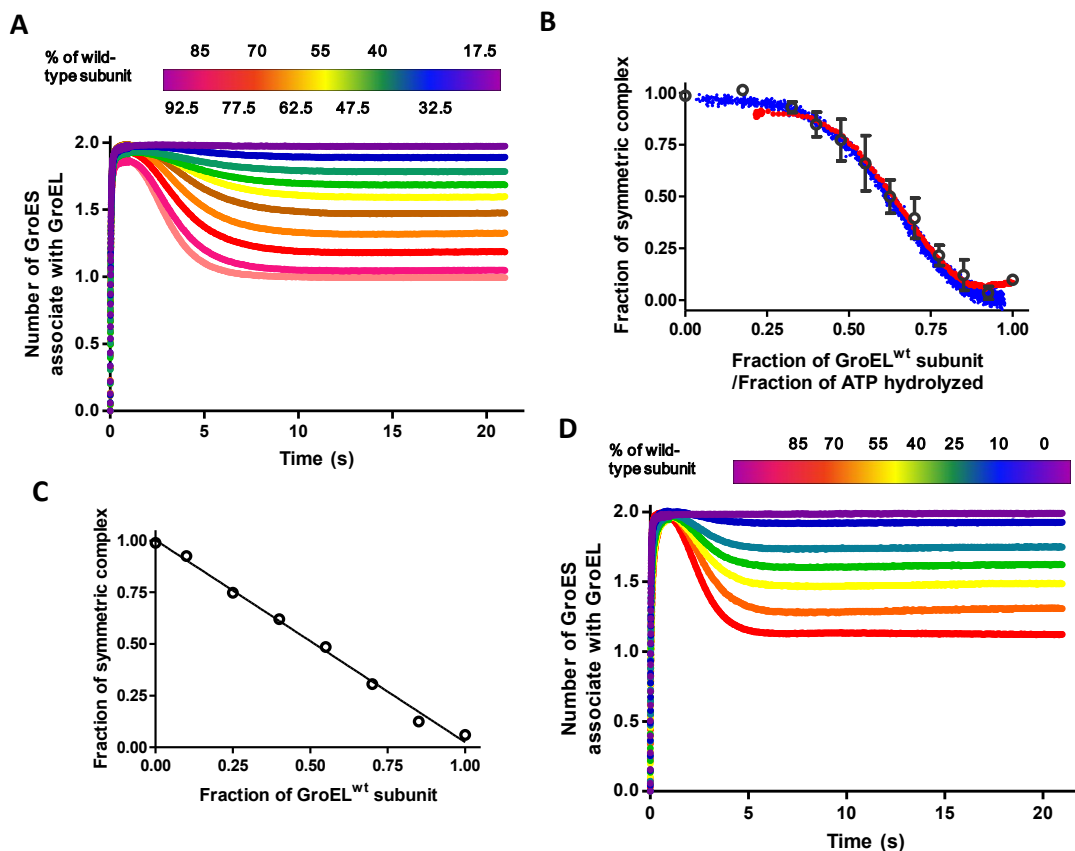 A
% of wild-
type subunit
85 70 55 40 17.5
92.5 77.5 62.5 47.5 32.5
2.0
1.5
1.0
0.5
0.0
Number of GroES
associate with GroEL
0 5 10 15 20
Time (s)
B
1.00
0.75
0.50
0.25
0.00
Fraction of symmetric complex
0.00 0.25 0.50 0.75 1.00
Fraction of GroELwt subunit
/Fraction of ATP hydrolyzed
C
1.00
0.75
0.50
0.25
0.00
Fraction of symmetric complex
0.00 0.25 0.50 0.75 1.00
Fraction of GroELwt subunit
D
% of wild-
type subunit
85 70 55 40 25 10 0
2.0
1.5
1.0
0.5
0.0
Number of GroES
associate with GroEL
0 5 10 15 20
Time (s)